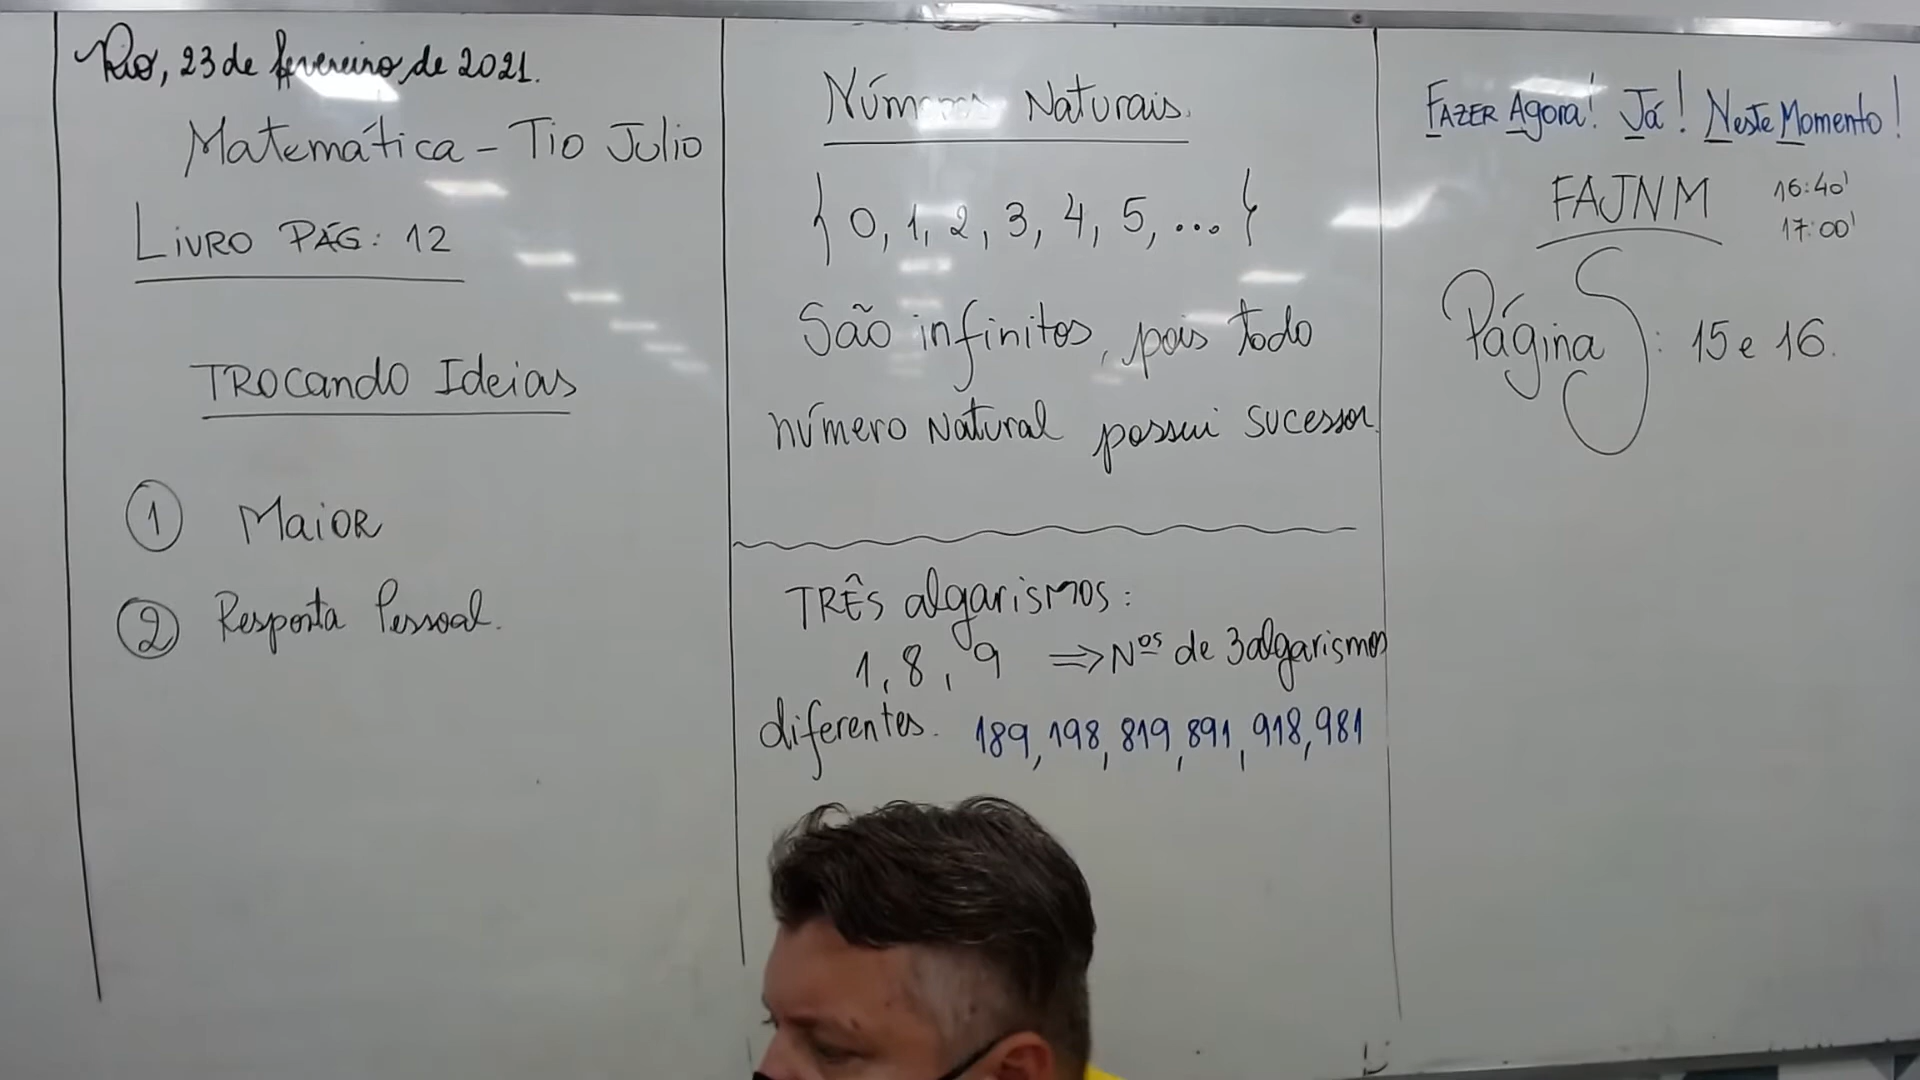 Rio, 23 de fevereiro de 2021.
Matemática - Tio Julio
Livro PÁG: 12
TROCANDO Ideias
① Maior
② Resposta Pessoal.
Números Naturais.
{ 0, 1, 2, 3, 4, 5, ... }
São infinitos, pois todo
número natural possui sucessor.
TRÊS algarismos:
1, 8, 9 ⇒ Nos de 3 algarismos
diferentes. 189, 198, 819, 891, 918, 981
FAZER Agora! Já! Neste Momento!
FAJNM 16:40'
17:00'
PáginaS: 15 e 16.